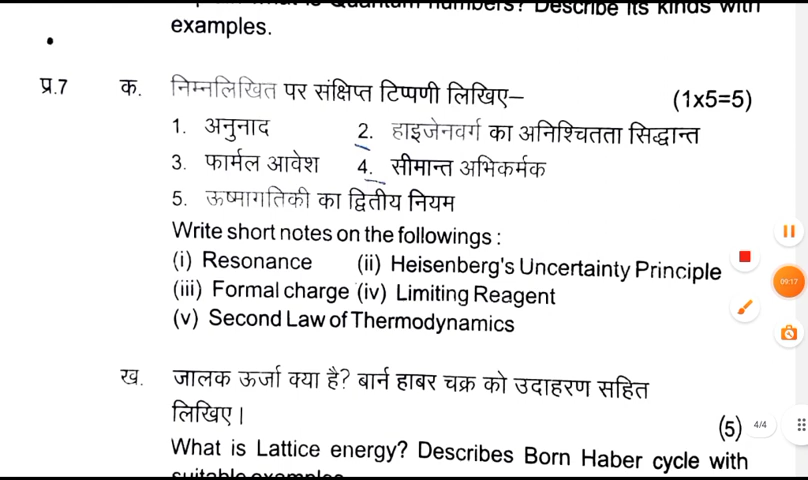 examples.
प्र.7 क. निम्नलिखित पर संक्षिप्त टिप्पणी लिखिए– (1x5=5)
1. अनुनाद 2. हाइजेनवर्ग का अनिश्चितता सिद्धान्त
3. फार्मल आवेश 4. सीमान्त अभिकर्मक
5. ऊष्मागतिकी का द्वितीय नियम
Write short notes on the followings :
(i) Resonance (ii) Heisenberg's Uncertainty Principle
(iii) Formal charge (iv) Limiting Reagent
(v) Second Law of Thermodynamics
09:17
ख. जालक ऊर्जा क्या है? बार्न हाबर चक्र को उदाहरण सहित
लिखिए। (5)
4/4
What is Lattice energy? Describes Born Haber cycle with